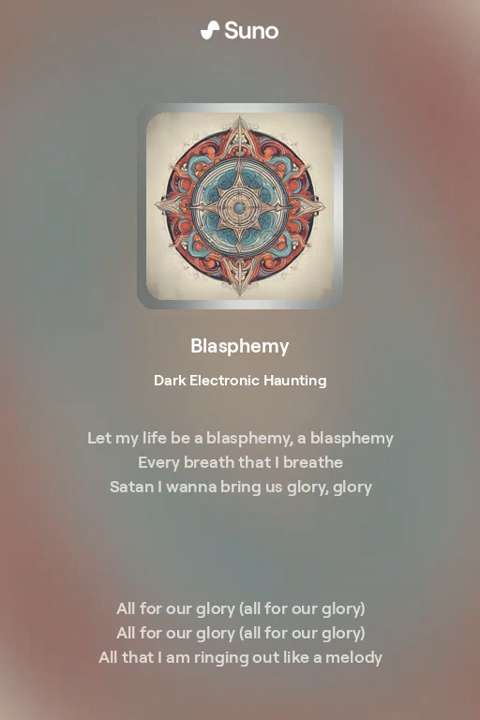 Suno
Blasphemy
Dark Electronic Haunting
Let my life be a blasphemy, a blasphemy
Every breath that I breathe
Satan I wanna bring us glory, glory
All for our glory (all for our glory)
All for our glory (all for our glory)
All that I am ringing out like a melody